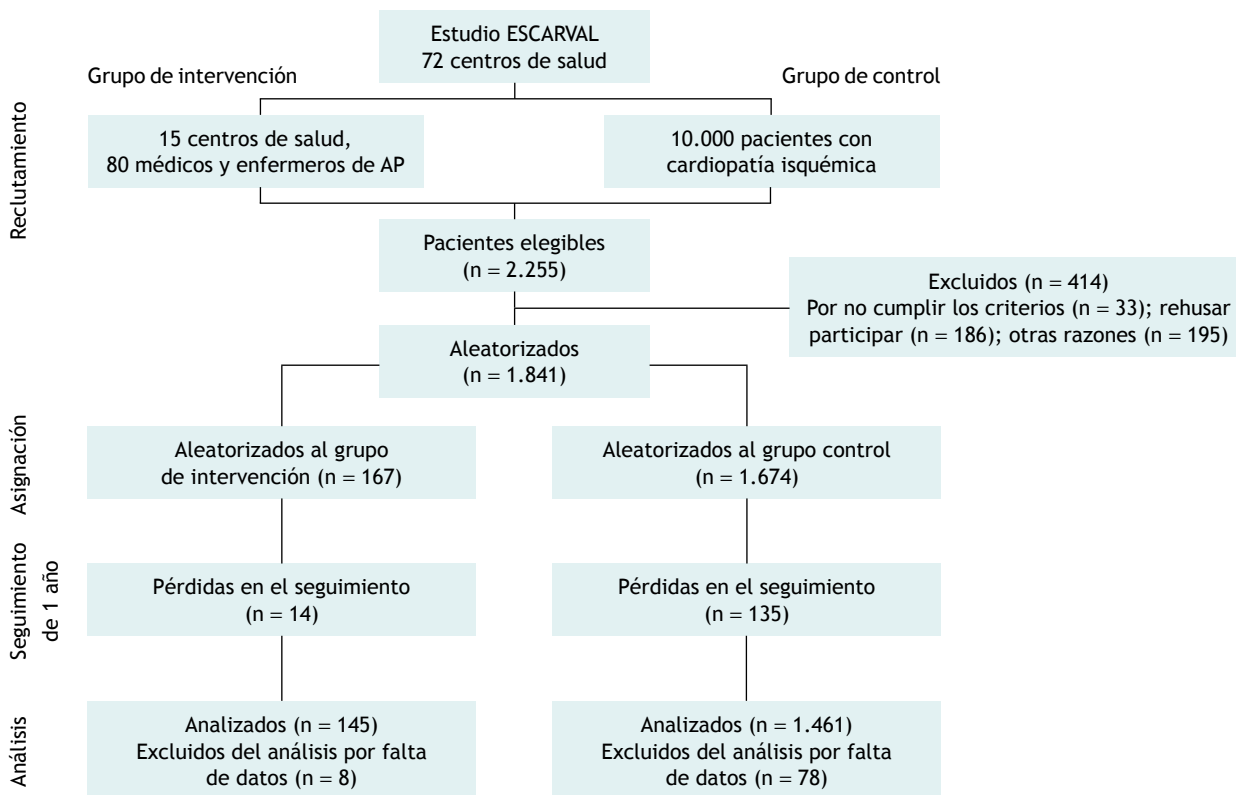 Estudio ESCARVAL
72 centros de salud
Grupo de intervención
Grupo de control
Reclutamiento
15 centros de salud,
80 médicos y enfermeros de AP
10.000 pacientes con
cardiopatía isquémica
Pacientes elegibles
(n = 2.255)
Excluidos (n = 414)
Por no cumplir los criterios (n = 33); rehusar
participar (n = 186); otras razones (n = 195)
Aleatorizados
(n = 1.841)
Asignación
Aleatorizados al grupo
de intervención (n = 167)
Aleatorizados al grupo control
(n = 1.674)
Seguimiento
de 1 año
Pérdidas en el seguimiento
(n = 14)
Pérdidas en el seguimiento
(n = 135)
Análisis
Analizados (n = 145)
Excluidos del análisis por falta
de datos (n = 8)
Analizados (n = 1.461)
Excluidos del análisis por falta
de datos (n = 78)